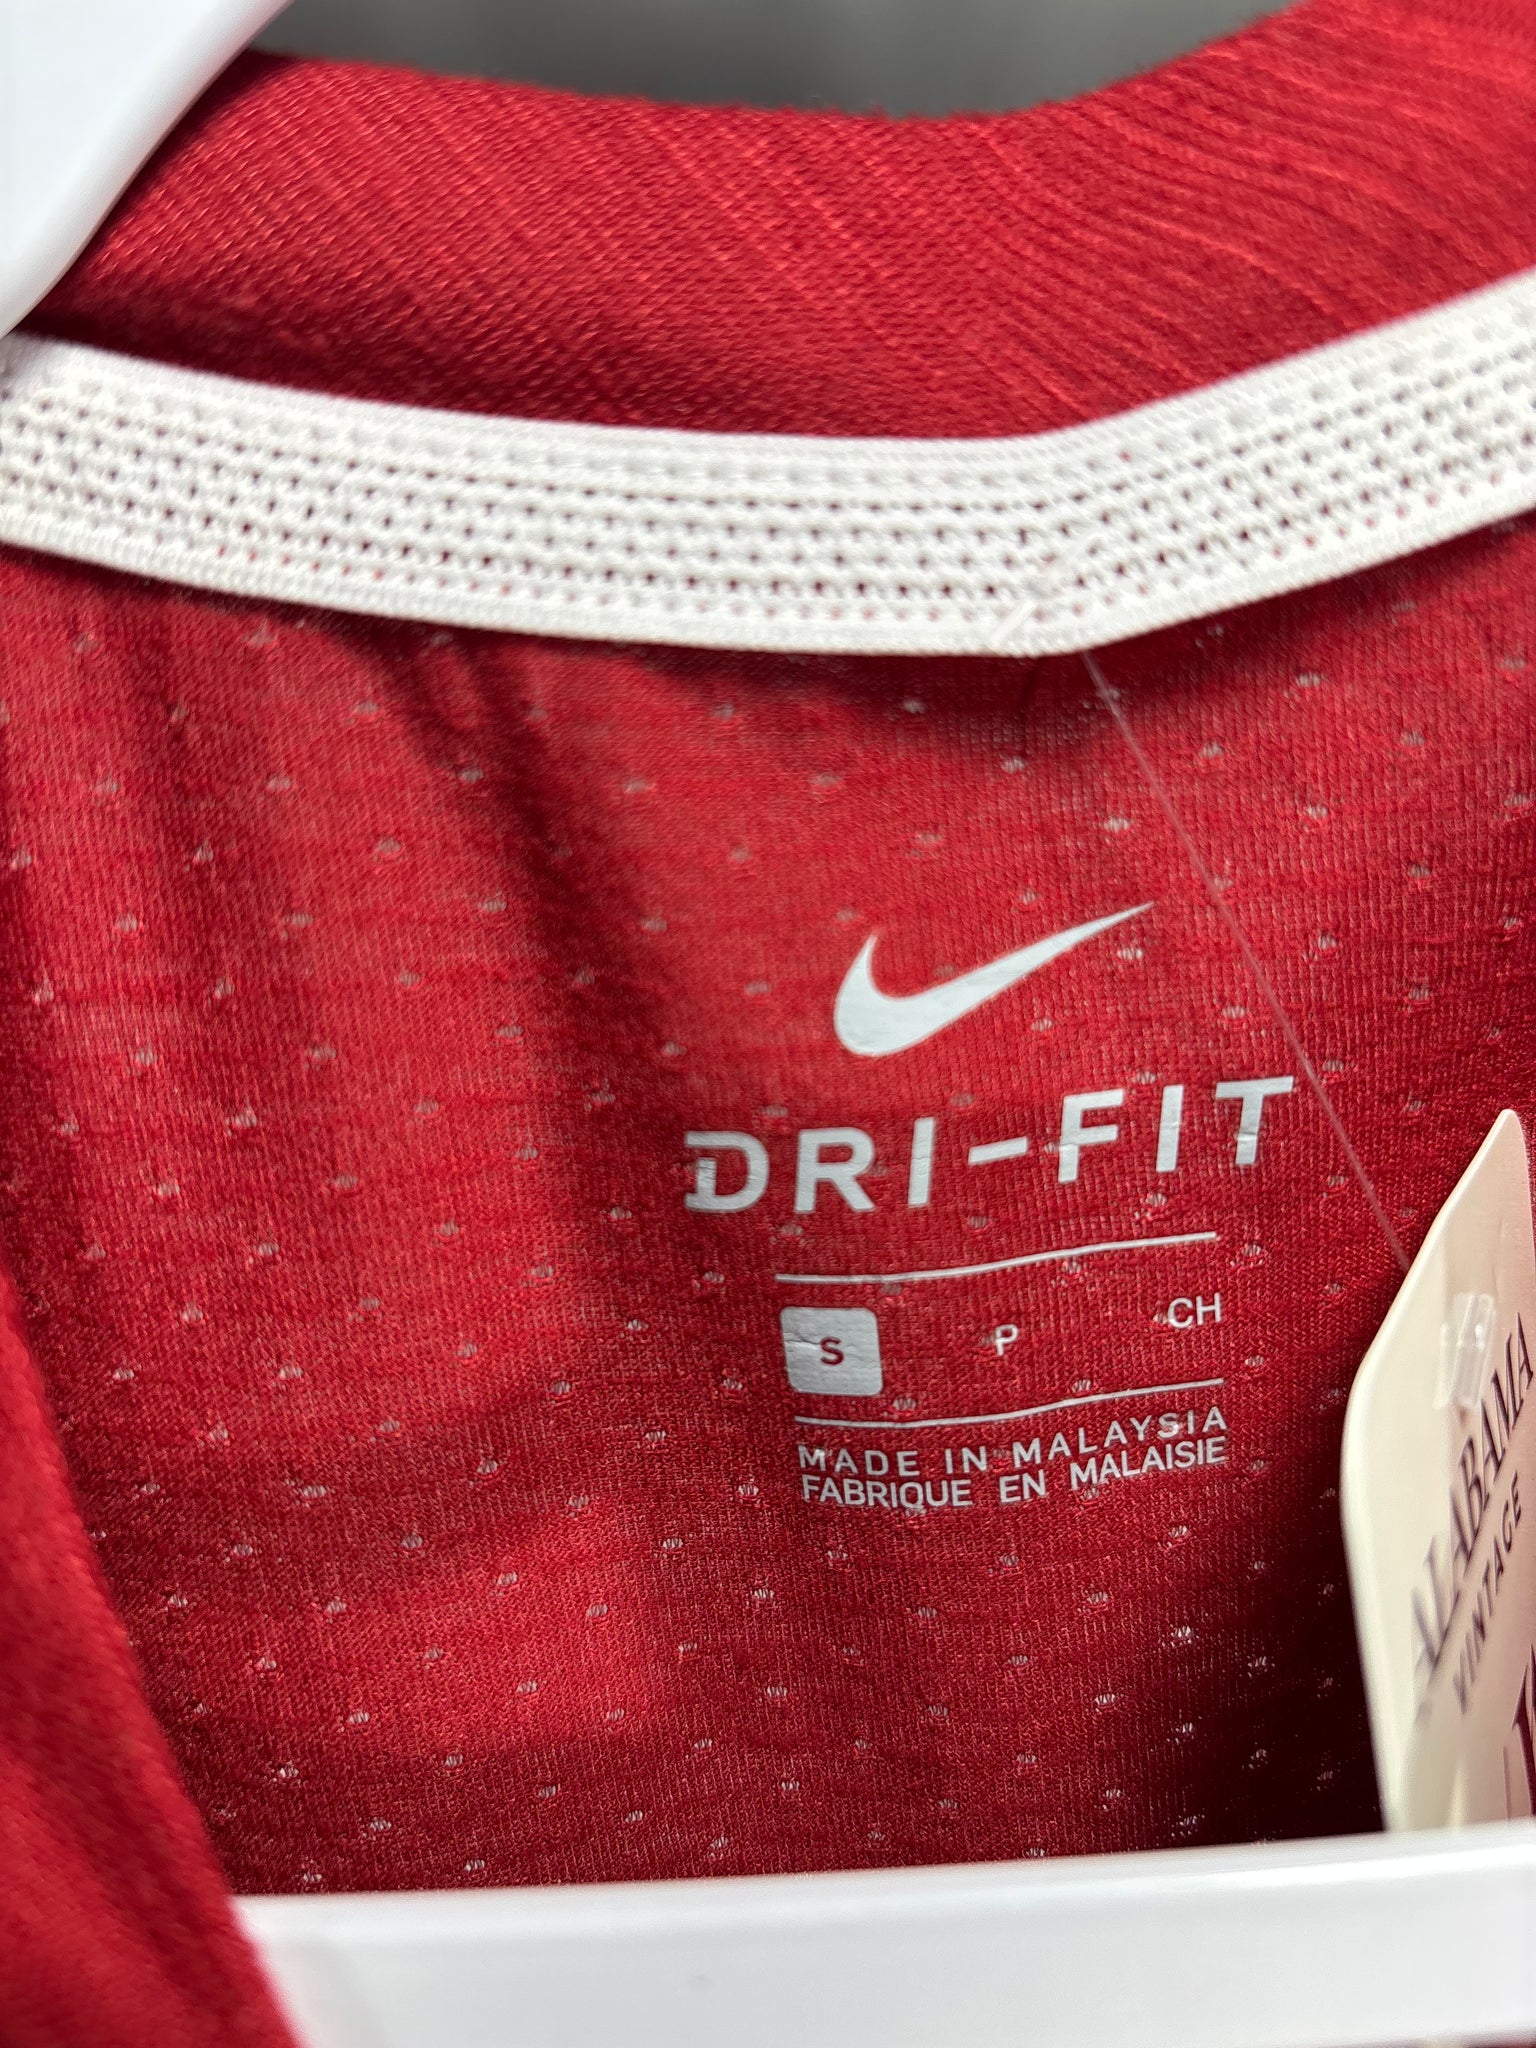 DRI-FIT
S P CH
MADE IN MALAYSIA
FABRIQUE EN MALAISIE
ALABAMA
VINTAGE